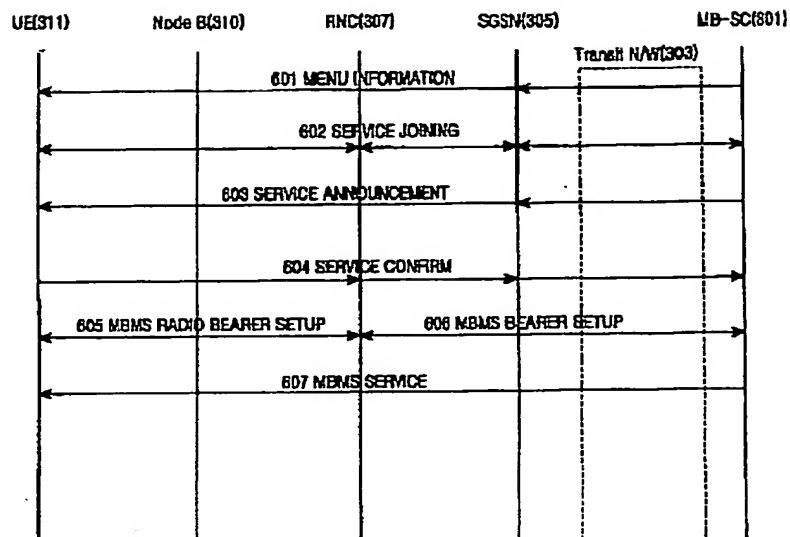 UE(311) Node B(310) RNC(307) SGSN(305) MB-SC(301)
Transit N/W(303)
601 MENU INFORMATION
602 SERVICE JOINING
603 SERVICE ANNOUNCEMENT
604 SERVICE CONFIRM
605 MBMS RADIO BEARER SETUP 606 MBMS BEARER SETUP
607 MBMS SERVICE